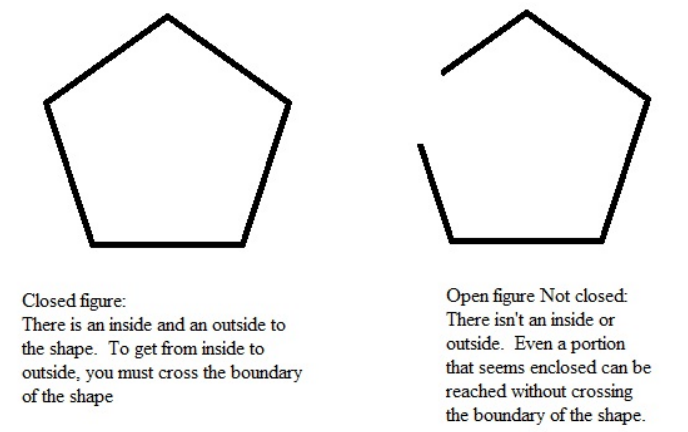 Closed figure:
There is an inside and an outside to
the shape.  To get from inside to
outside, you must cross the boundary
of the shape
Open figure Not closed:
There isn't an inside or
outside.  Even a portion
that seems enclosed can be
reached without crossing
the boundary of the shape.